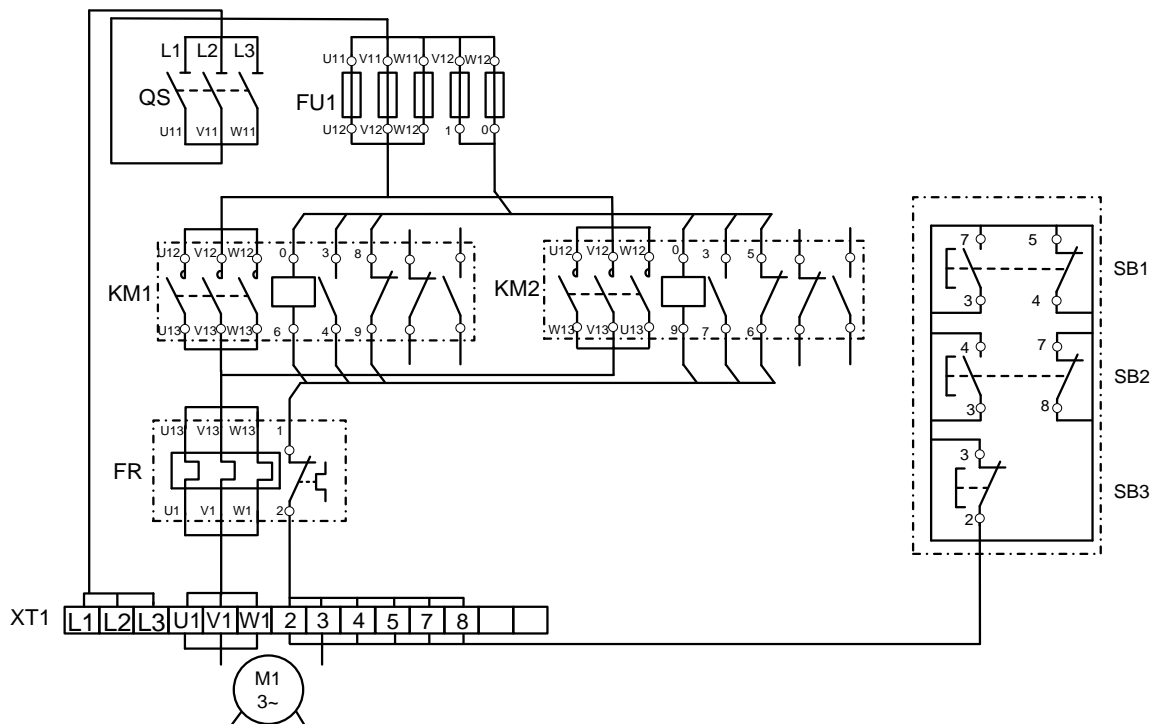 L1 L2 L3
QS
U11 V11 W11
U11 V11 W11 V12 W12
FU1
U12 V12 W12 1 0
U12 V12 W12 0 3 8
KM1
U13 V13 W13 6 4 9
U12 V12 W12 0 3 5
KM2
W13 V13 U13 9 7 6
7 5
SB1
3 4
4 7
SB2
3 8
3
SB3
2
U13 V13 W13 1
FR
U1 V1 W1 2
XT1 L1 L2 L3 U1 V1 W1 2 3 4 5 7 8
M1
3~